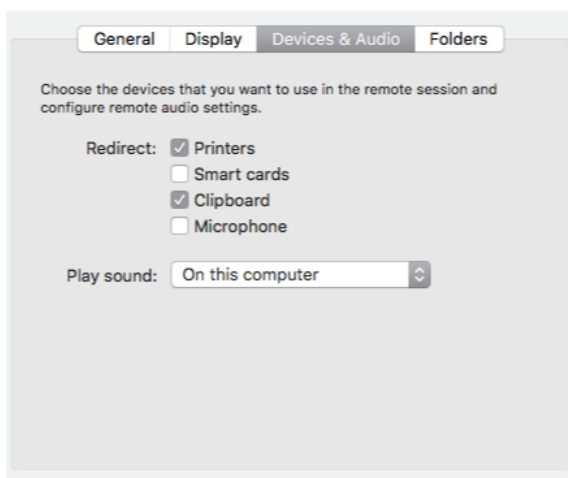 General Display Devices & Audio Folders
Choose the devices that you want to use in the remote session and
configure remote audio settings.
Redirect: Printers
Smart cards
Clipboard
Microphone
Play sound: On this computer